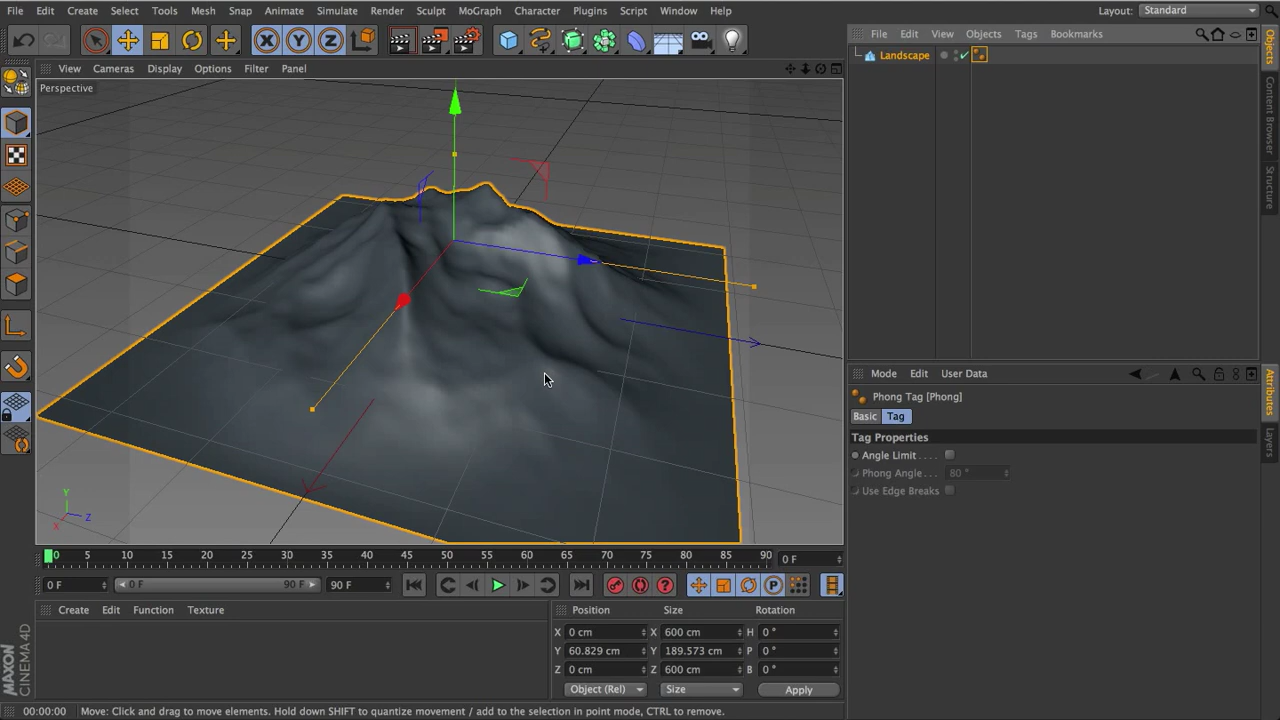 File Edit Create Select Tools Mesh Snap Animate Simulate Render Sculpt MoGraph Character Plugins Script Window Help Layout: Standard
X Y Z
File Edit View Objects Tags Bookmarks
View Cameras Display Options Filter Panel
Landscape
Perspective
Objects
Content Browser
Structure
Mode Edit User Data
Phong Tag [Phong]
Basic Tag
Tag Properties
Angle Limit . . . .
Phong Angle . . . 80 °
Use Edge Breaks
Attributes
Layers
Y
Z
X
0 5 10 15 20 25 30 35 40 45 50 55 60 65 70 75 80 85 90 0 F
0 F 0 F 90 F 90 F P
Create Edit Function Texture
Position Size Rotation
X 0 cm X 600 cm H 0 °
Y 60.829 cm Y 189.573 cm P 0 °
Z 0 cm Z 600 cm B 0 °
Object (Rel) Size Apply
MAXON
CINEMA 4D
00:00:00 Move: Click and drag to move elements. Hold down SHIFT to quantize movement / add to the selection in point mode, CTRL to remove.